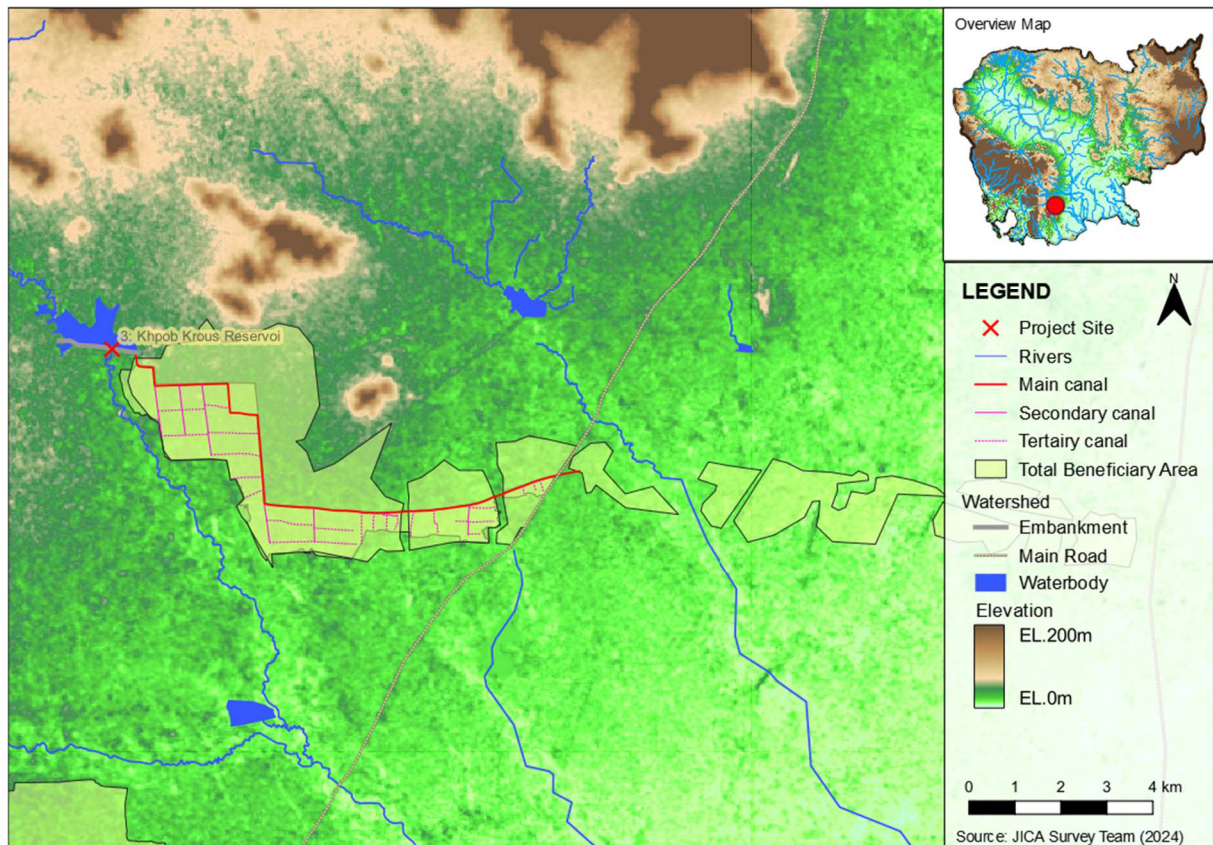 Overview Map
3: Khpob Krous Reservoi
N
LEGEND
Project Site
Rivers
Main canal
Secondary canal
Tertairy canal
Total Beneficiary Area
Watershed
Embankment
Main Road
Waterbody
Elevation
EL.200m
EL.0m
0 1 2 3 4 km
Source: JICA Survey Team (2024)